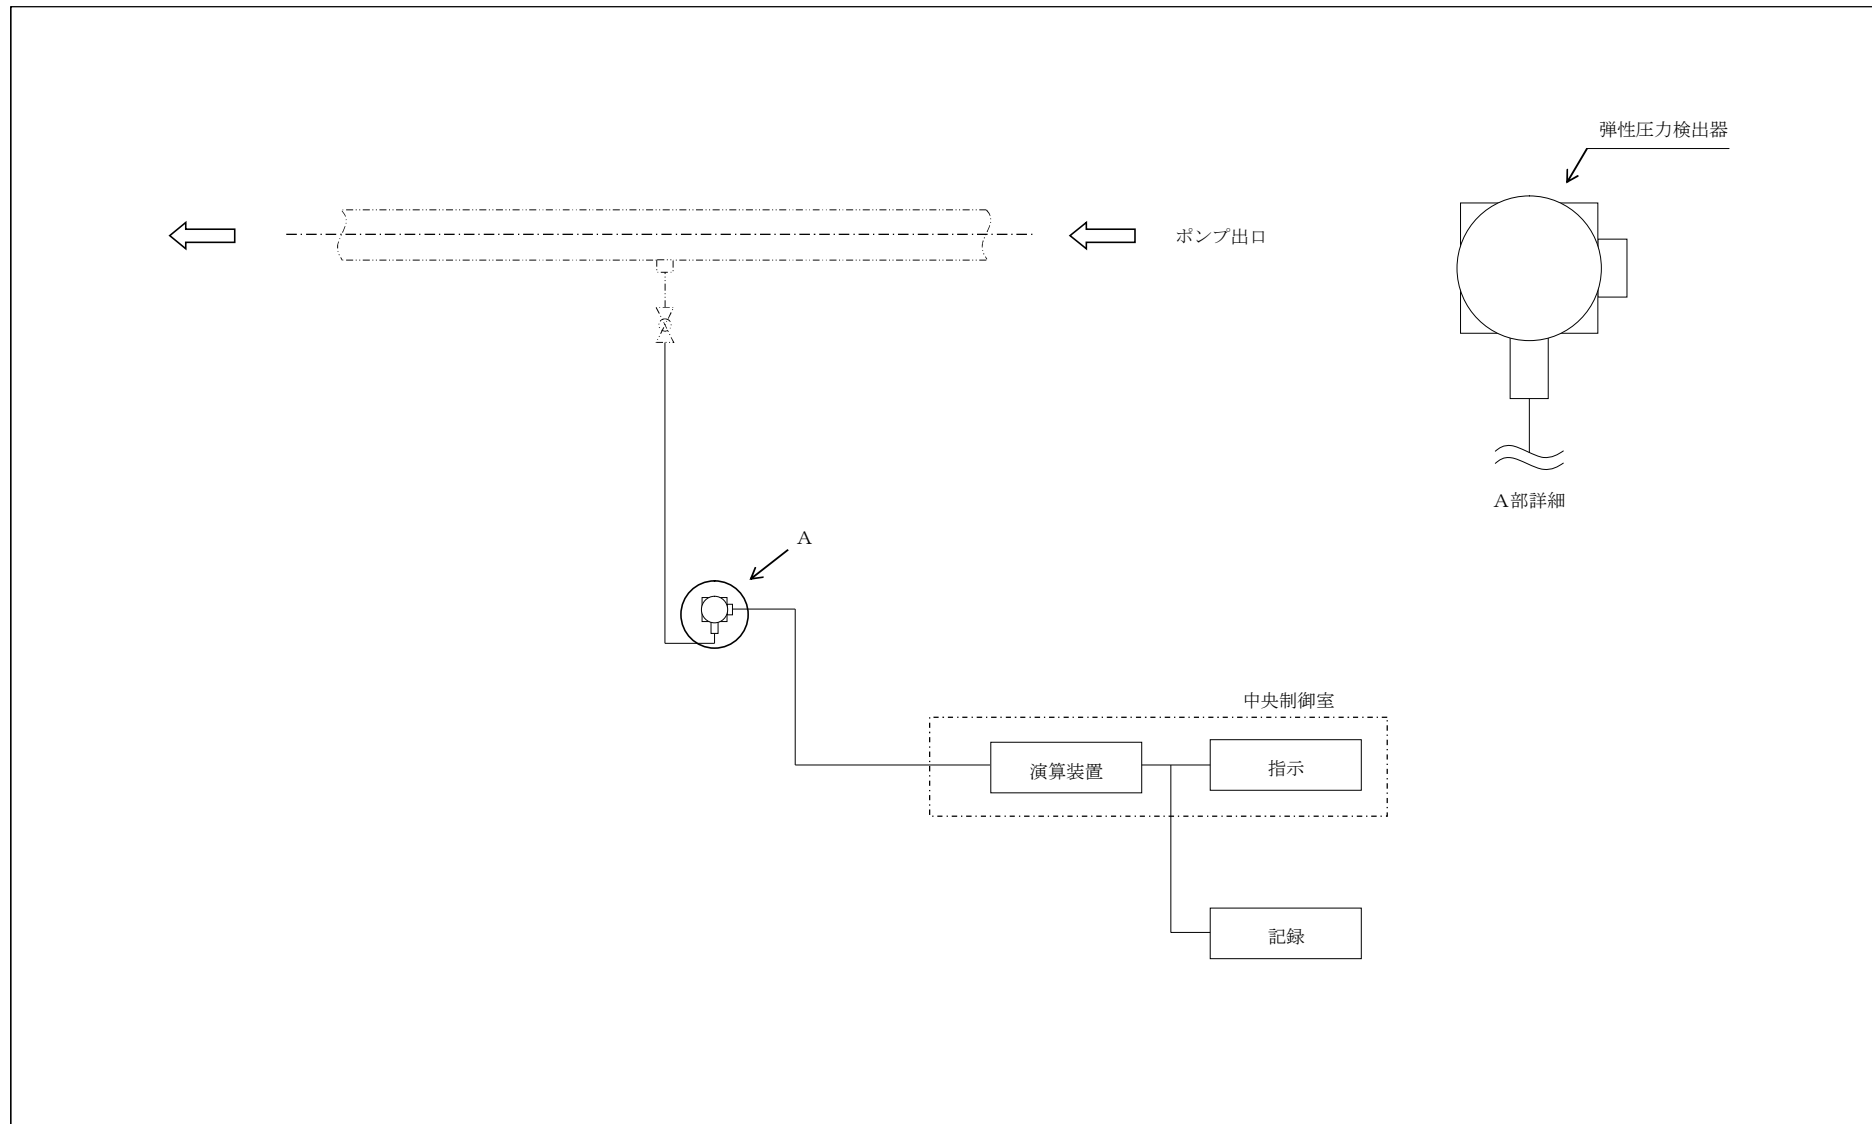 弾性圧力検出器
ポンプ出口
A部詳細
A
中央制御室
演算装置
指示
記録